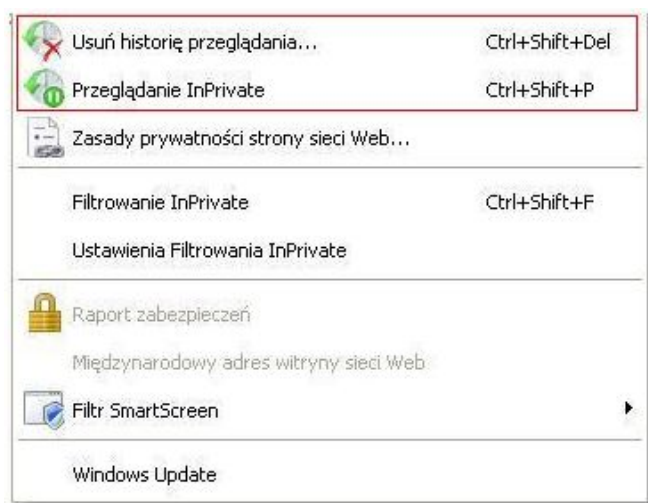 Usuń historię przeglądania... Ctrl+Shift+Del
Przeglądanie InPrivate Ctrl+Shift+P
Zasady prywatności strony sieci Web...
Filtrowanie InPrivate Ctrl+Shift+F
Ustawienia Filtrowania InPrivate
Raport zabezpieczeń
Międzynarodowy adres witryny sieci Web
Filtr SmartScreen
Windows Update